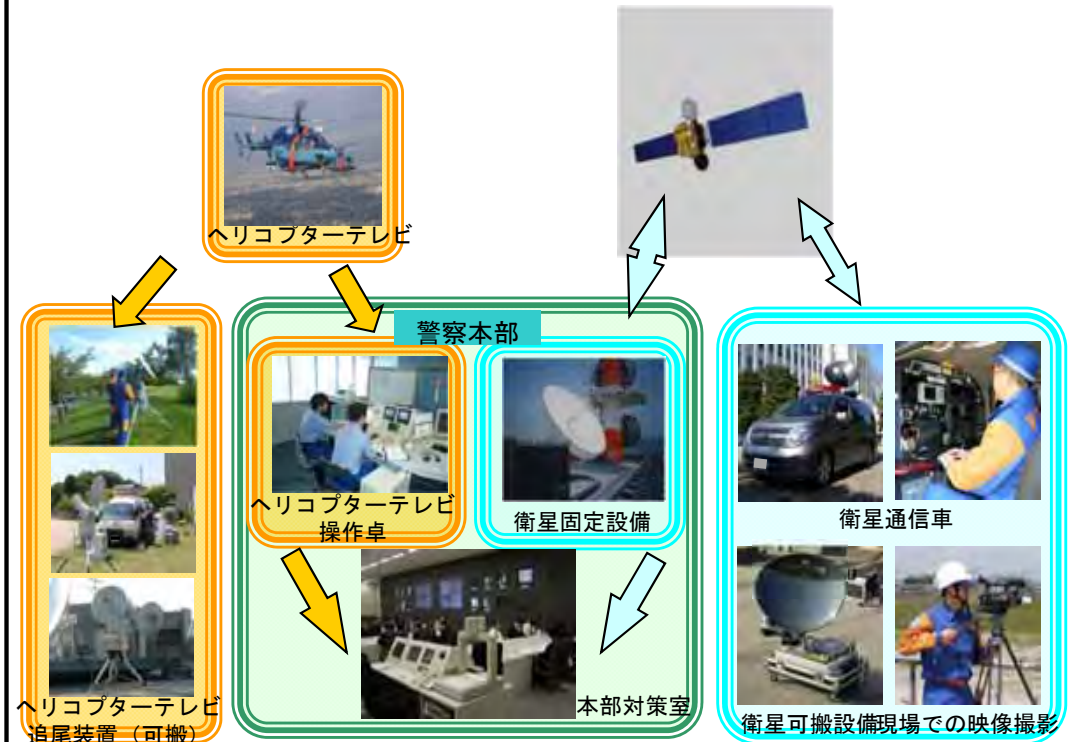 ヘリコプターテレビ
警察本部
ヘリコプターテレビ
操作卓
衛星固定設備
衛星通信車
本部対策室
ヘリコプターテレビ
追尾装置（可搬）
衛星可搬設備
現場での映像撮影